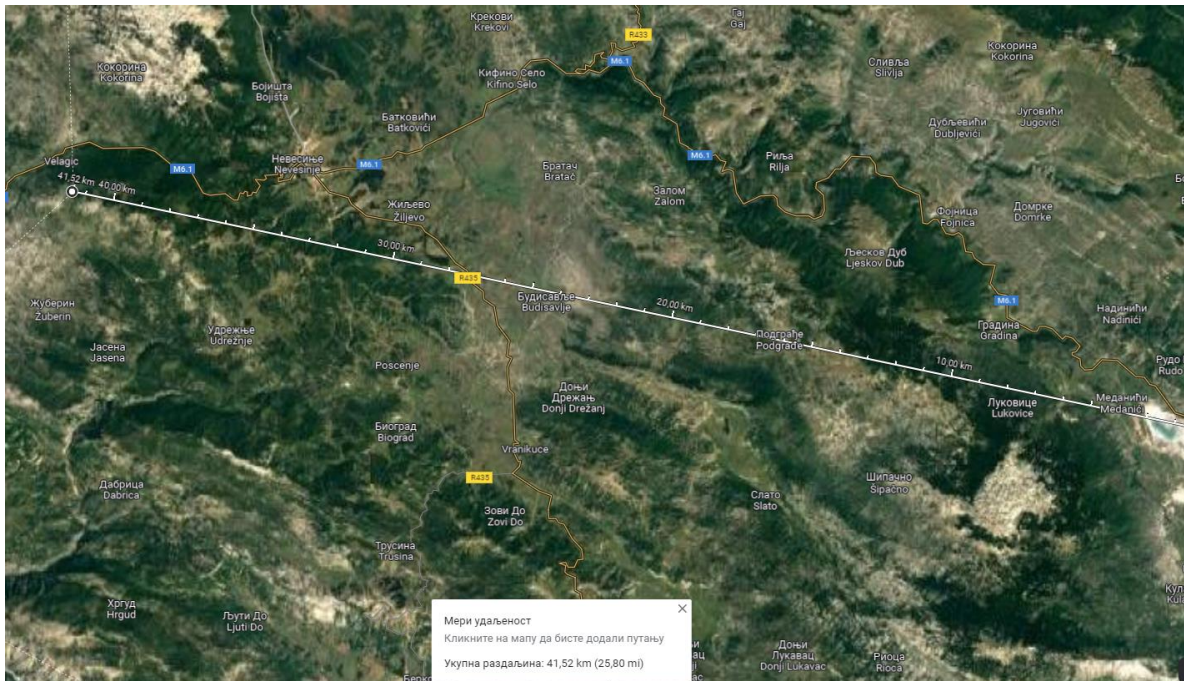 Крекови
Krekovi
Гај
Gaj
R433
Кокорина
Kokorina
M6.1
Сливља
Slivlja
Кокорина
Kokorina
Кифино Село
Kifino Selo
Бојишта
Bojišta
Југовићи
Jugovići
Батковићи
Batkovići
Дубљевићи
Dubljevići
Velagic
M6.1
Невесиње
Nevesinje
M6.1
Братач
Bratač
M6.1
Риља
Rilja
41,52 km
40,00 km
Залом
Zalom
Жиљево
Žiljevo
Фојница
Fojnica
Домрке
Domrke
30,00 km
Љесков Дуб
Ljeskov Dub
R435
Жуберин
Žuberin
Будисавље
Budisavlje
20,00 km
M6.1
Надинићи
Nadinići
Удрежње
Udrežnje
Подграђе
Podgrađe
Градина
Gradina
Јасена
Jasena
Poscenje
10,00 km
Рудо
Rudo
Доњи
Дрежањ
Donji Drežanj
Луковице
Lukovice
Меданићи
Medanići
Биоград
Biograd
Vranikuce
R435
Дабрица
Dabrica
Шипачно
Šipačno
Слато
Slato
Зови До
Zovi Do
Трусина
Trusina
Хргуд
Hrgud
Људи До
Ljuti Do
Мери удаљеност
Кликните на мапу да бисте додали путању
Укупна раздаљина: 41,52 km (25,80 mi)
Доњи
Лукавац
Donji Lukavac
Риоца
Rioca